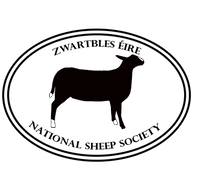 ZWARTBLES ÉIRE
NATIONAL SHEEP SOCIETY